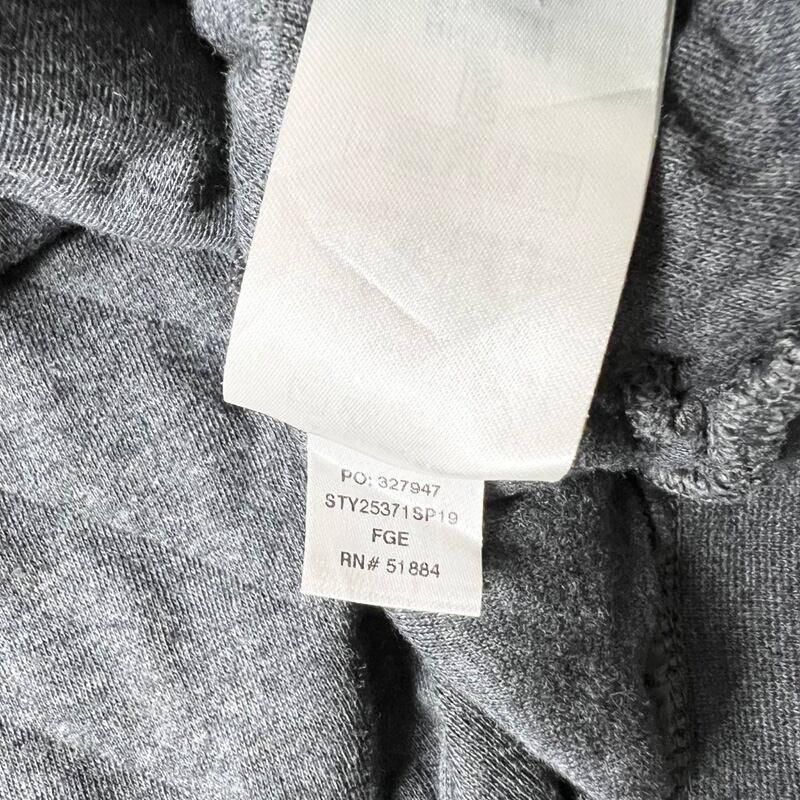 PO: 327947
STY25371SP19
FGE
RN# 51884